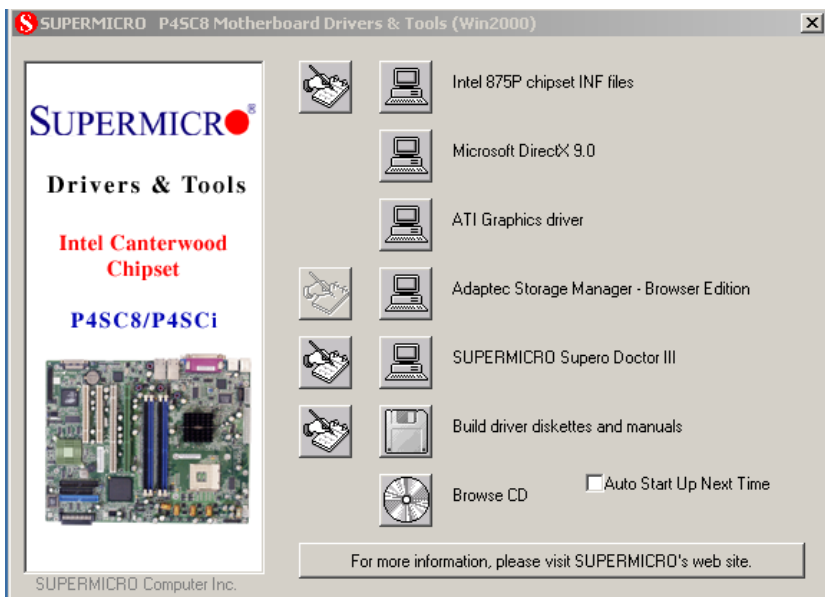 SUPERMICRO P4SC8 Motherboard Drivers & Tools (Win2000)
SUPERMICRO®
Drivers & Tools
Intel Canterwood
Chipset
P4SC8/P4SCi
SUPERMICRO Computer Inc.
Intel 875P chipset INF files
Microsoft DirectX 9.0
ATI Graphics driver
Adaptec Storage Manager - Browser Edition
SUPERMICRO Supero Doctor III
Build driver diskettes and manuals
Browse CD
Auto Start Up Next Time
For more information, please visit SUPERMICRO's web site.